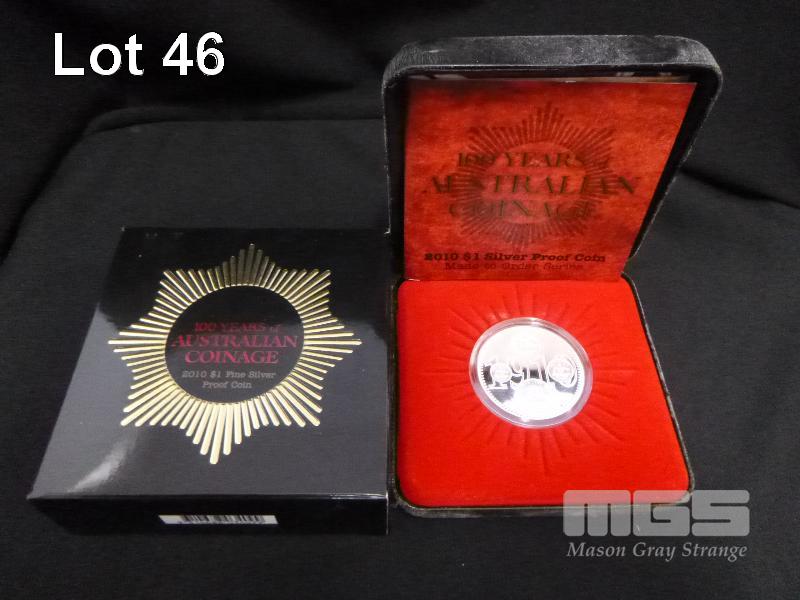 Lot 46
100 YEARS of
AUSTRALIAN
COINAGE
2010 $1 Fine Silver
Proof Coin
100 YEARS of
AUSTRALIAN
COINAGE
2010 $1 Silver Proof Coin
Made to Order Series
1910
MGS
Mason Gray Strange